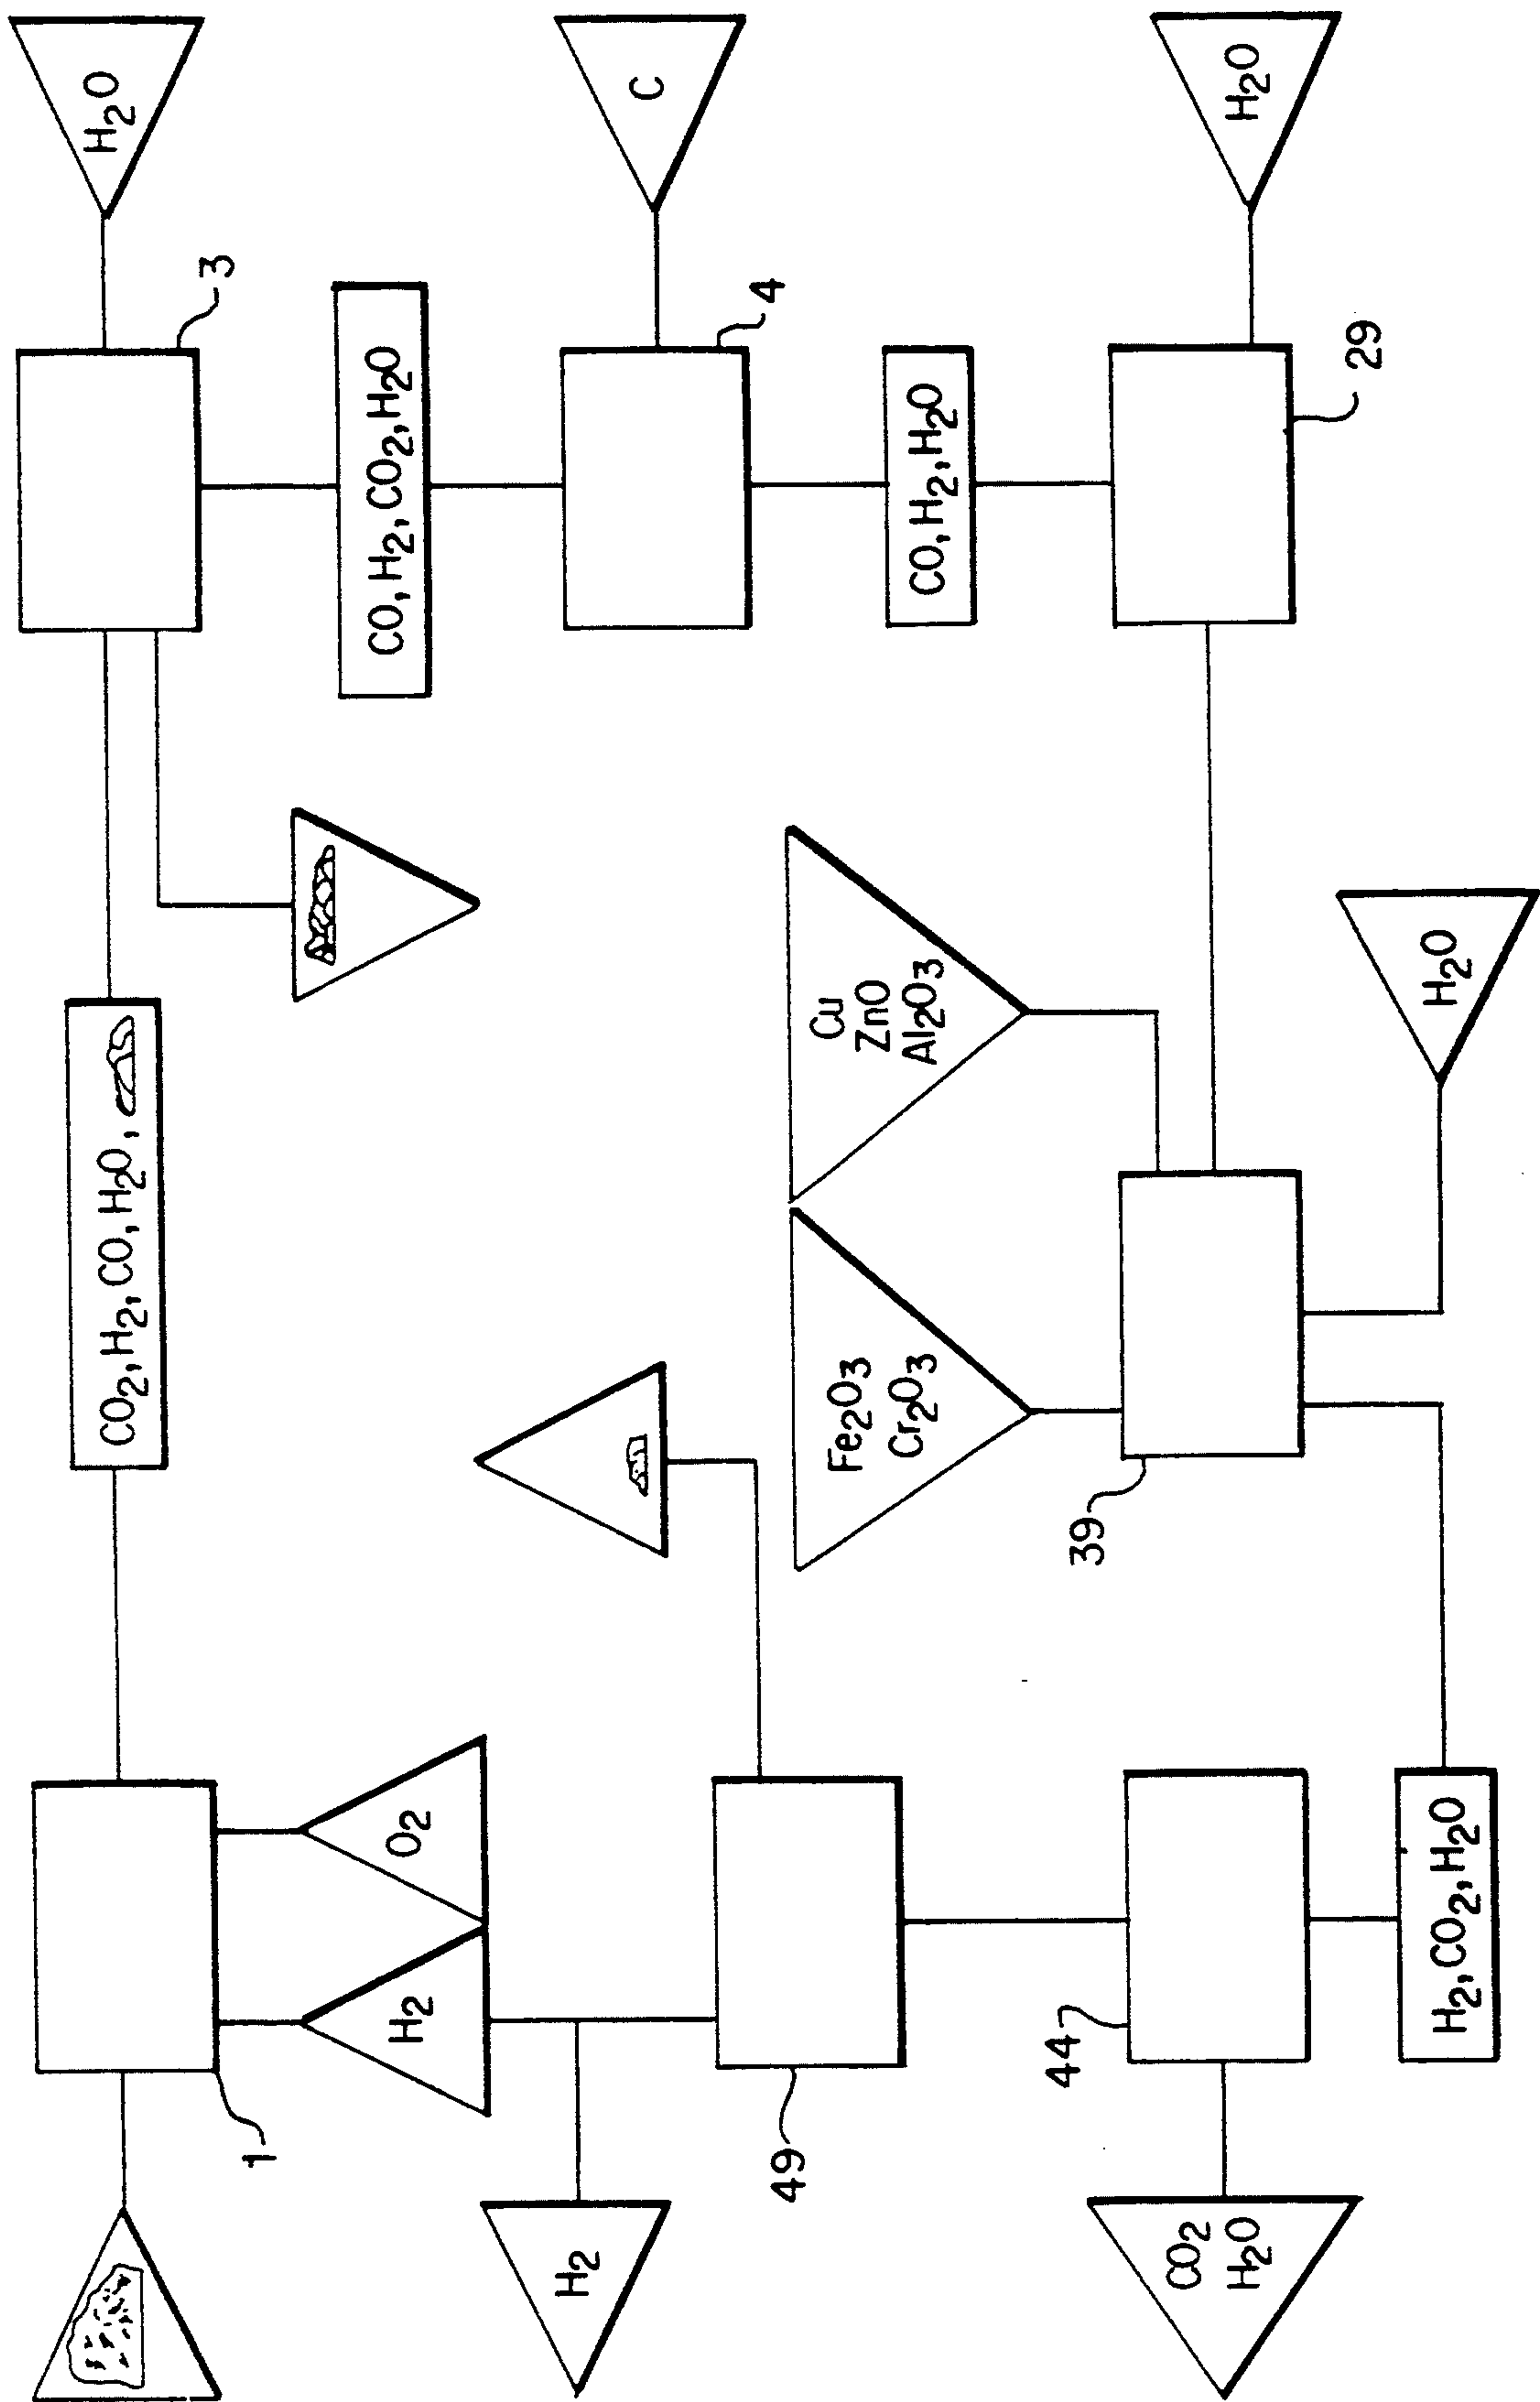 H2O
3
CO, H2, CO2, H2O
C
4
CO, H2, H2O
H2O
29
CO2, H2, CO, H2O,
Cu
ZnO
Al2O3
H2O
Fe2O3
Cr2O3
39
O2
H2
1
H2
49
44
CO2
H2O
H2, CO2, H2O